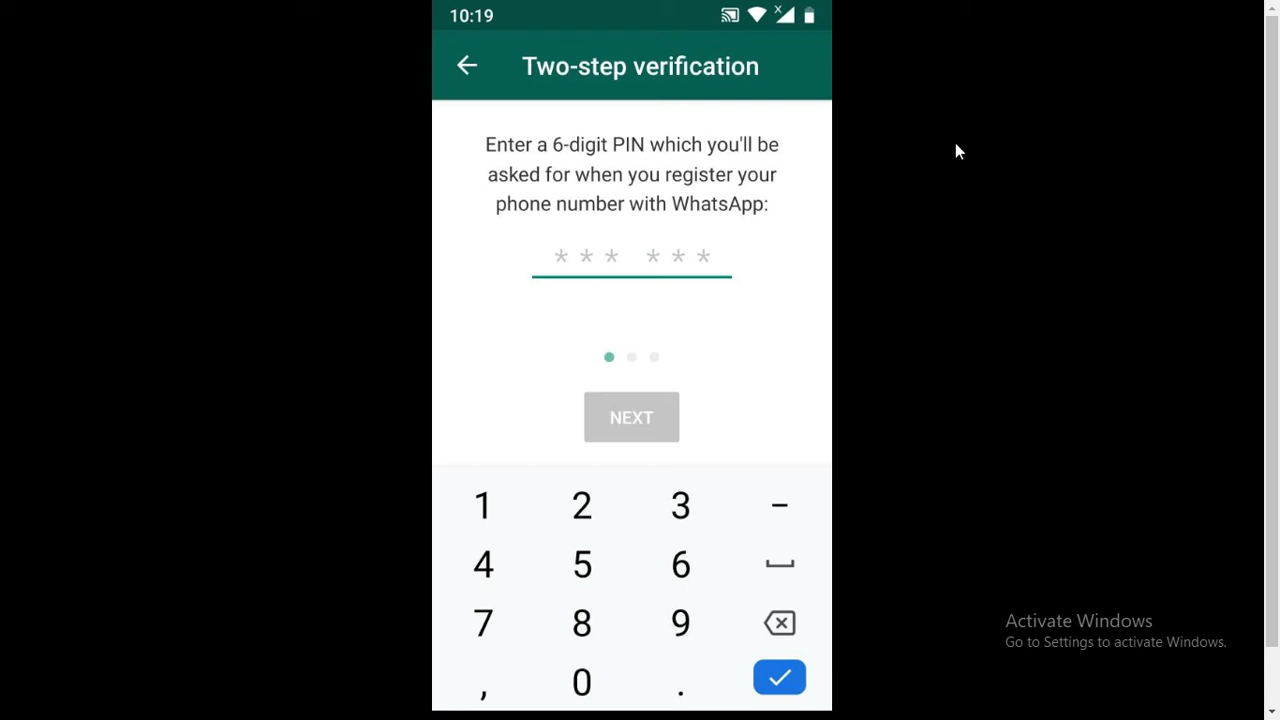 10:19
Two-step verification
Enter a 6-digit PIN which you'll be
asked for when you register your
phone number with WhatsApp:
* * * * * *
NEXT
1 2 3 –
4 5 6
7 8 9
, 0 .
Activate Windows
Go to Settings to activate Windows.